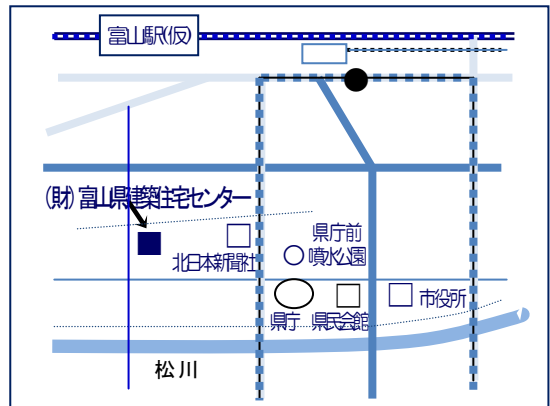 富山駅(仮)
(財)富山県建築住宅センター
県庁前
噴水公園
北日本新聞社
市役所
県庁
県民会館
松川